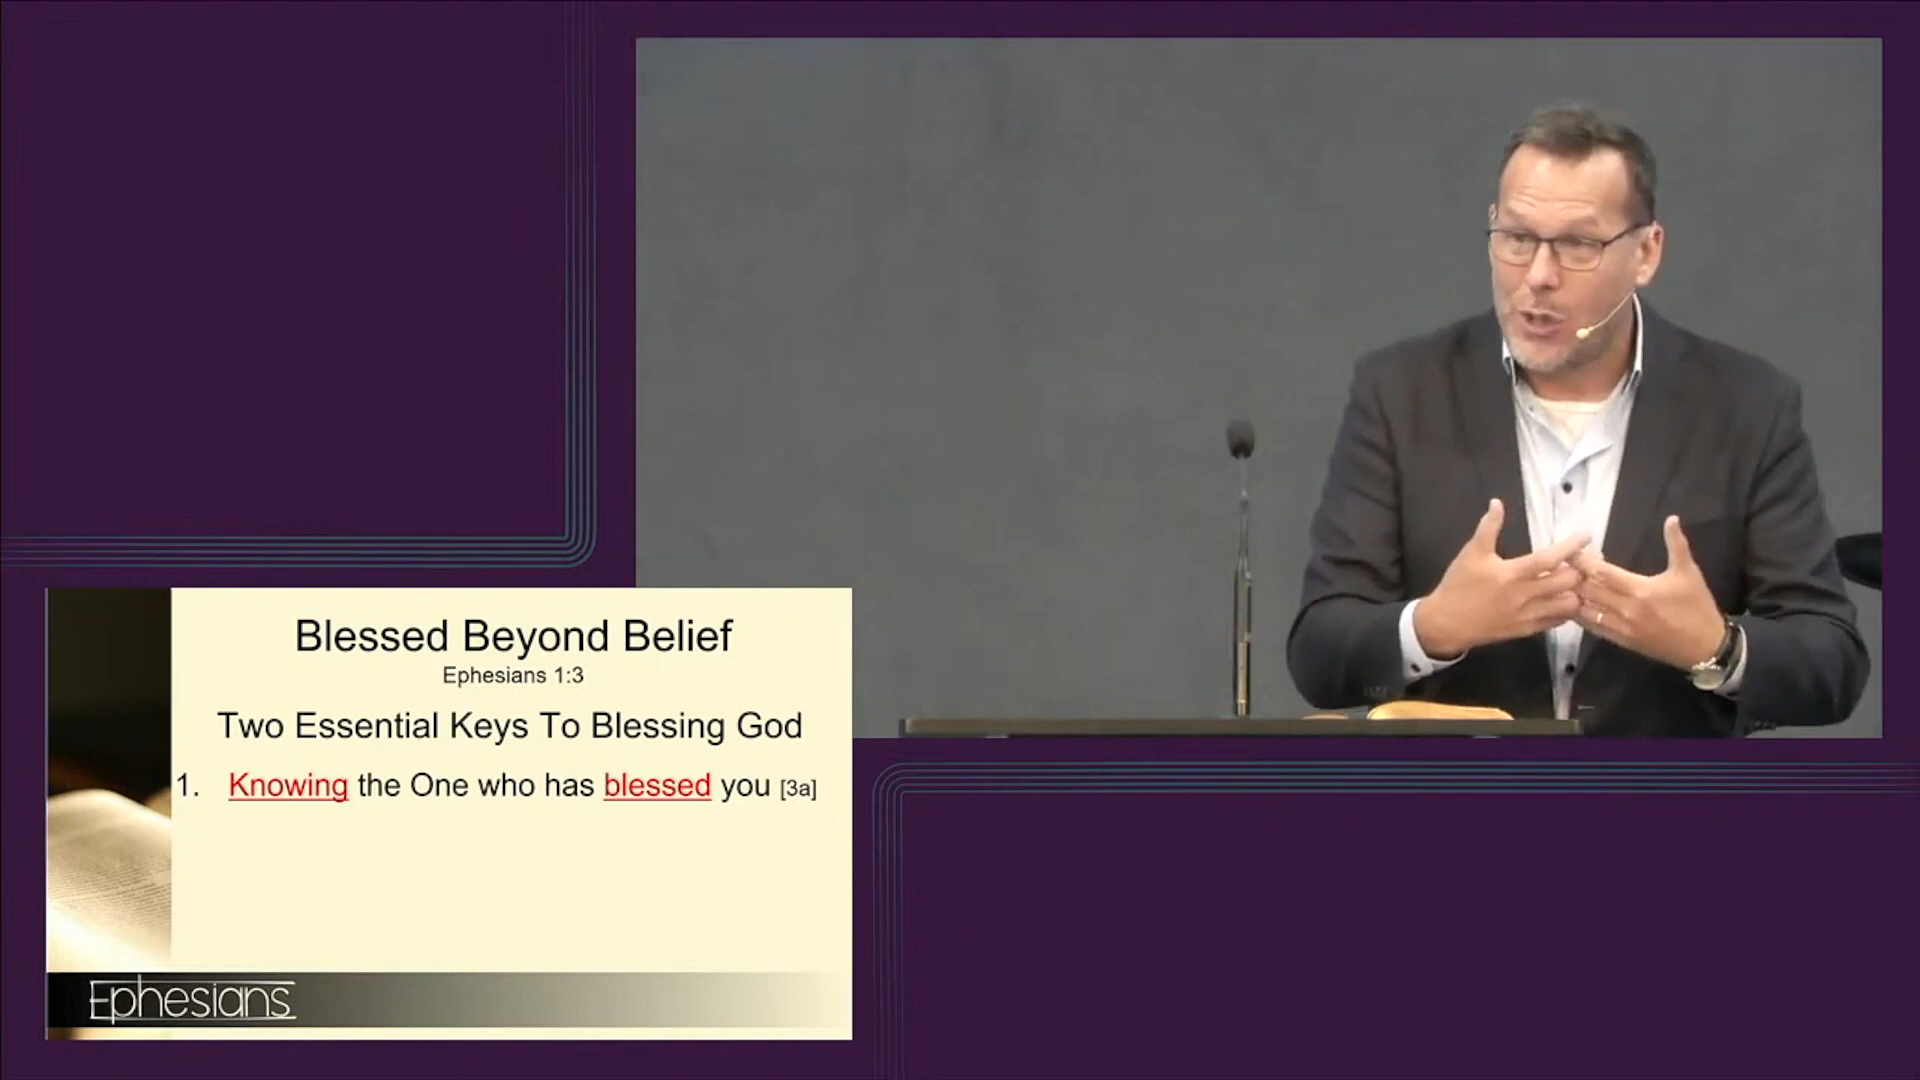 Blessed Beyond Belief
Ephesians 1:3
Two Essential Keys To Blessing God
1. Knowing the One who has blessed you [3a]
Ephesians